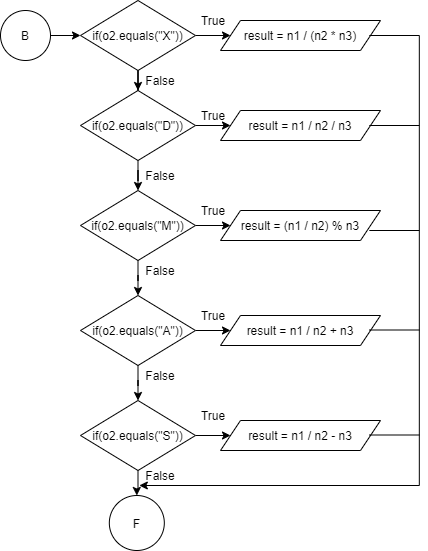 B
if(o2.equals("X"))
True
result = n1 / (n2 * n3)
False
if(o2.equals("D"))
True
result = n1 / n2 / n3
False
if(o2.equals("M"))
True
result = (n1 / n2) % n3
False
if(o2.equals("A"))
True
result = n1 / n2 + n3
False
if(o2.equals("S"))
True
result = n1 / n2 - n3
False
F